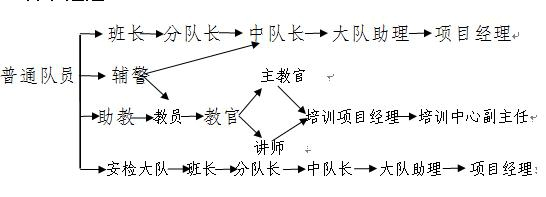 班长 分队长 中队长 大队助理 项目经理
普通队员 辅警 主教官
助教 教员 教官 培训项目经理 培训中心副主任
讲师
安检大队 班长 分队长 中队长 大队助理 项目经理